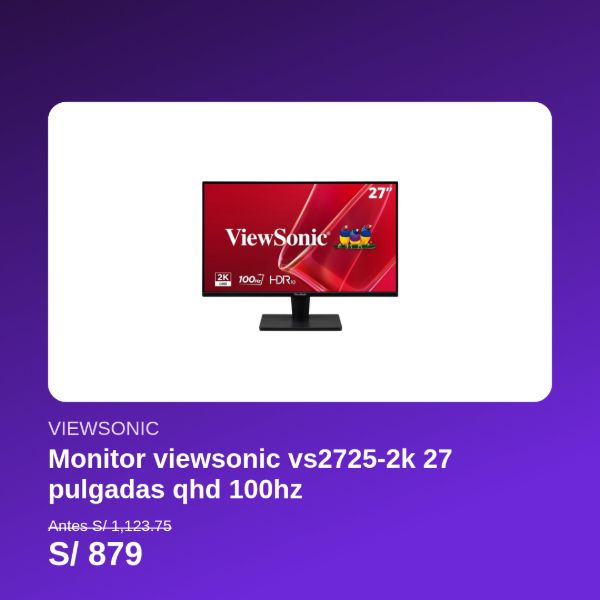 27"
ViewSonic
2K
100Hz HDR10
VIEWSONIC
Monitor viewsonic vs2725-2k 27
pulgadas qhd 100hz
Antes S/ 1,123.75
S/ 879